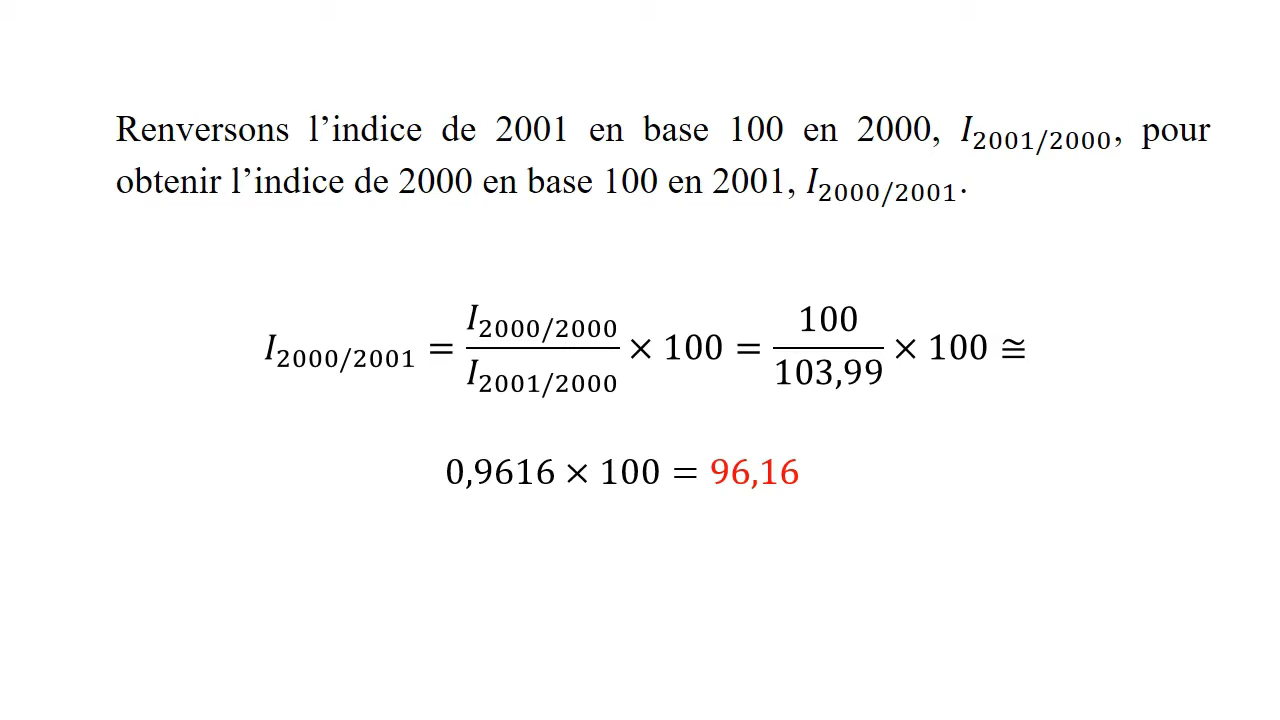 Renversons l’indice de 2001 en base 100 en 2000, I₂₀₀₁/₂₀₀₀, pour
obtenir l’indice de 2000 en base 100 en 2001, I₂₀₀₀/₂₀₀₁.
I₂₀₀₀/₂₀₀₁ = I₂₀₀₀/₂₀₀₀ / I₂₀₀₁/₂₀₀₀ × 100 = 100 / 103,99 × 100 ≅
0,9616 × 100 = 96,16